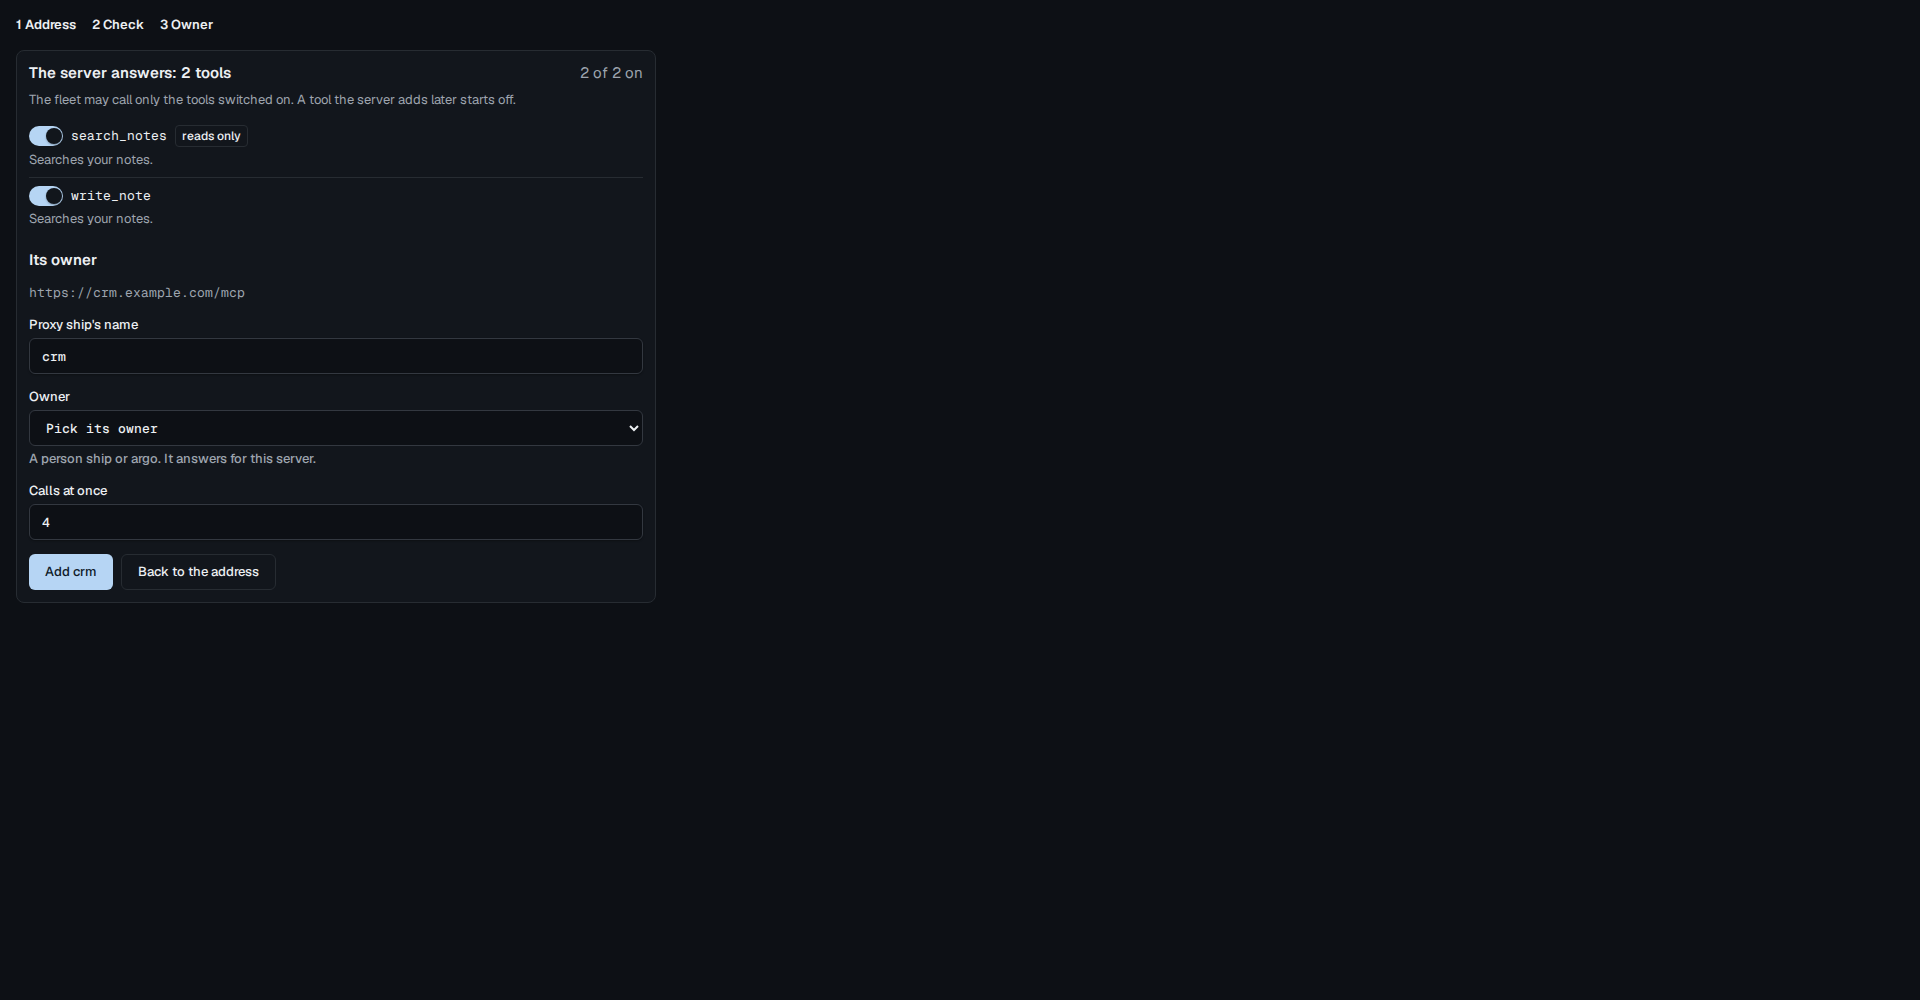 1 Address 2 Check 3 Owner
The server answers: 2 tools 2 of 2 on
The fleet may call only the tools switched on. A tool the server adds later starts off.
search_notes reads only
Searches your notes.
write_note
Searches your notes.
Its owner
https://crm.example.com/mcp
Proxy ship's name
crm
Owner
Pick its owner
A person ship or argo. It answers for this server.
Calls at once
4
Add crm Back to the address